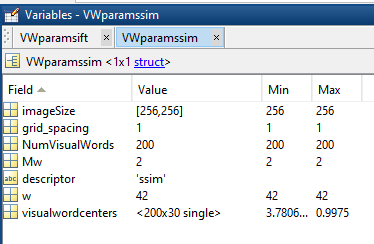 Variables - VWparamssim
VWparamsift × VWparamssim ×
VWparamssim <1x1 struct>
Field Value Min Max
imageSize [256,256] 256 256
grid_spacing 1 1 1
NumVisualWords 200 200 200
Mw 2 2 2
abc descriptor 'ssim'
w 42 42 42
visualwordcenters <200x30 single> 3.7806... 0.9975